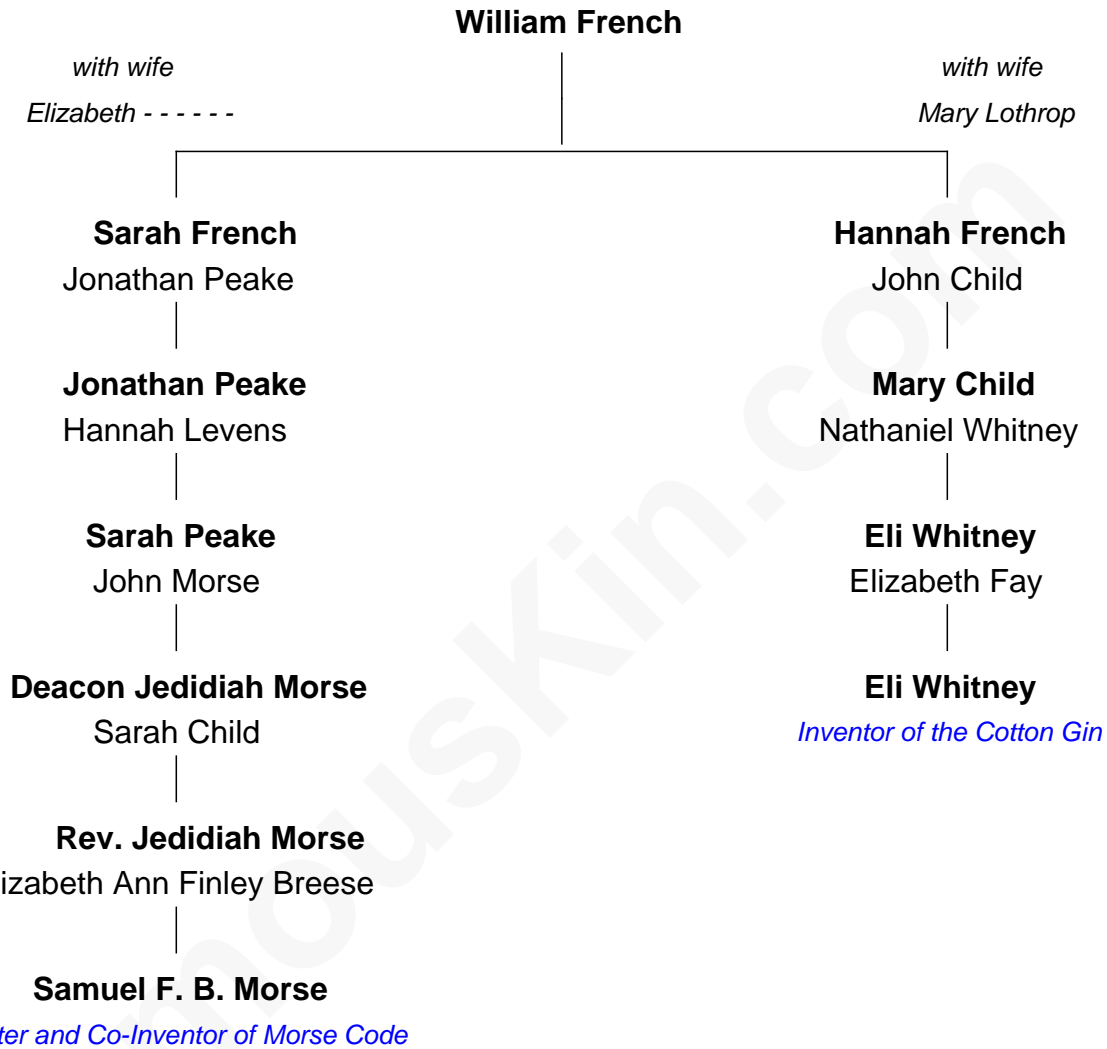 William French
with wife
Elizabeth - - - - - -
with wife
Mary Lothrop
Sarah French
Jonathan Peake
Hannah French
John Child
Jonathan Peake
Hannah Levens
Mary Child
Nathaniel Whitney
Sarah Peake
John Morse
Eli Whitney
Elizabeth Fay
Deacon Jedidiah Morse
Sarah Child
Eli Whitney
Inventor of the Cotton Gin
Rev. Jedidiah Morse
Ann Finley Breese
Samuel F. B. Morse
and Co-Inventor of Morse Code